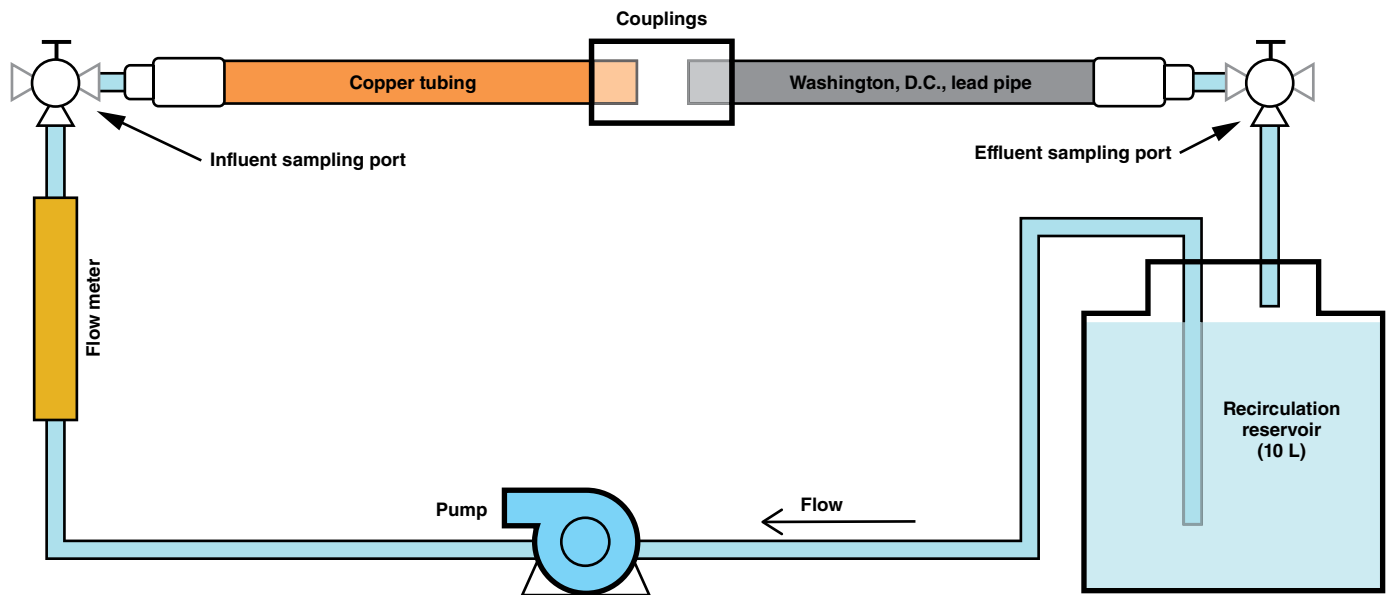 Couplings
Copper tubing
Washington, D.C., lead pipe
Influent sampling port
Effluent sampling port
Flow meter
Recirculation
reservoir
(10 L)
Pump
Flow